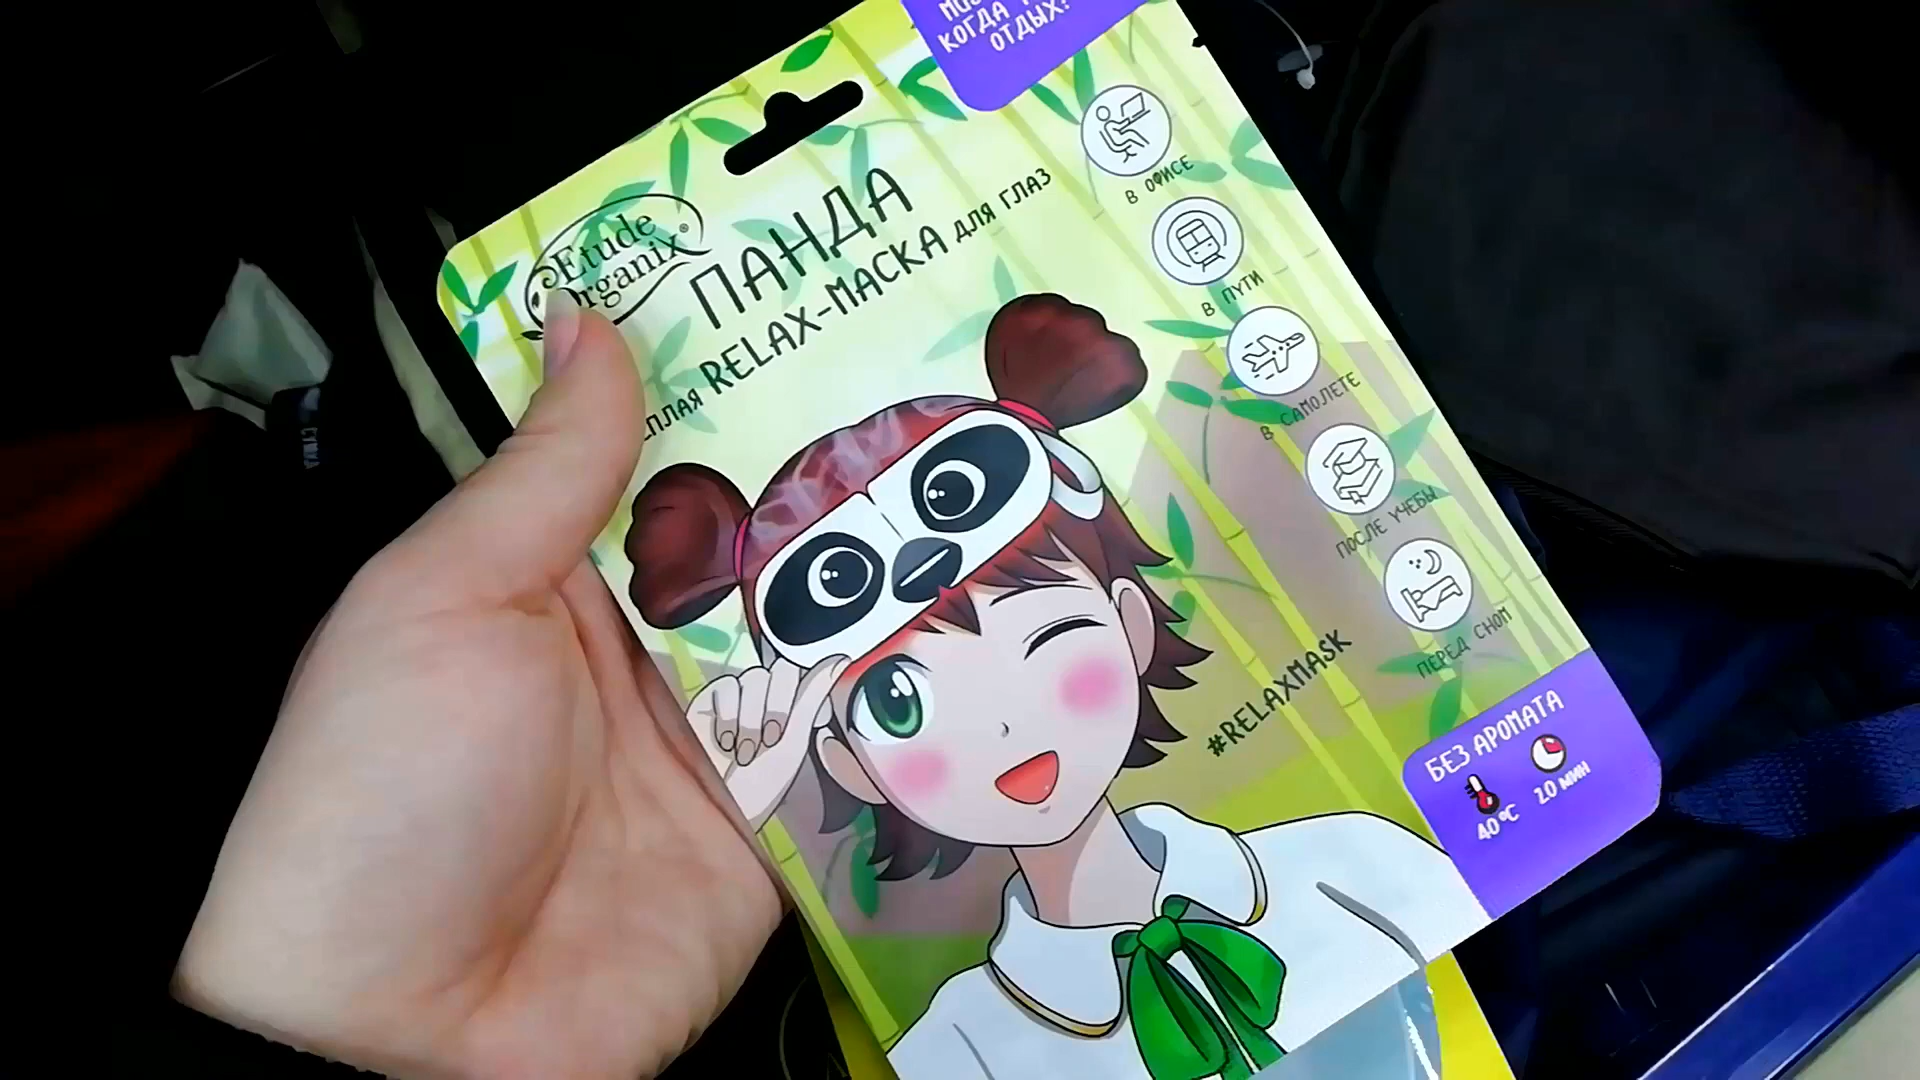 КОГДА
ОТДЫХ?
Etude
Organix®
ПАНДА
RELAX-МАСКА ДЛЯ ГЛАЗ
В ОФИСЕ
В ПУТИ
В САМОЛЕТЕ
ПОСЛЕ УЧЕБЫ
ПЕРЕД СНОМ
#RELAXMASK
БЕЗ АРОМАТА
40°C
20 МИН